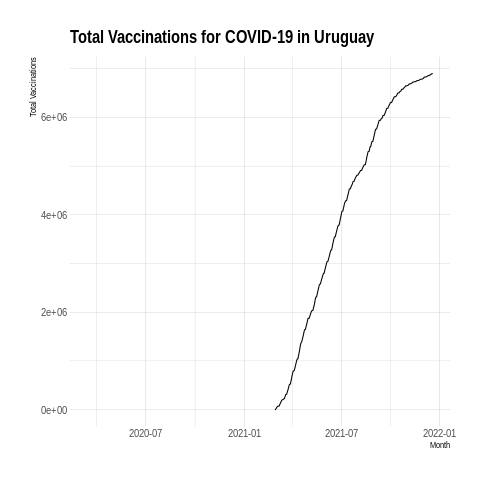 Total Vaccinations for COVID-19 in Uruguay
Total Vaccinations
6e+06
4e+06
2e+06
0e+00
2020-07 2021-01 2021-07 2022-01
Month